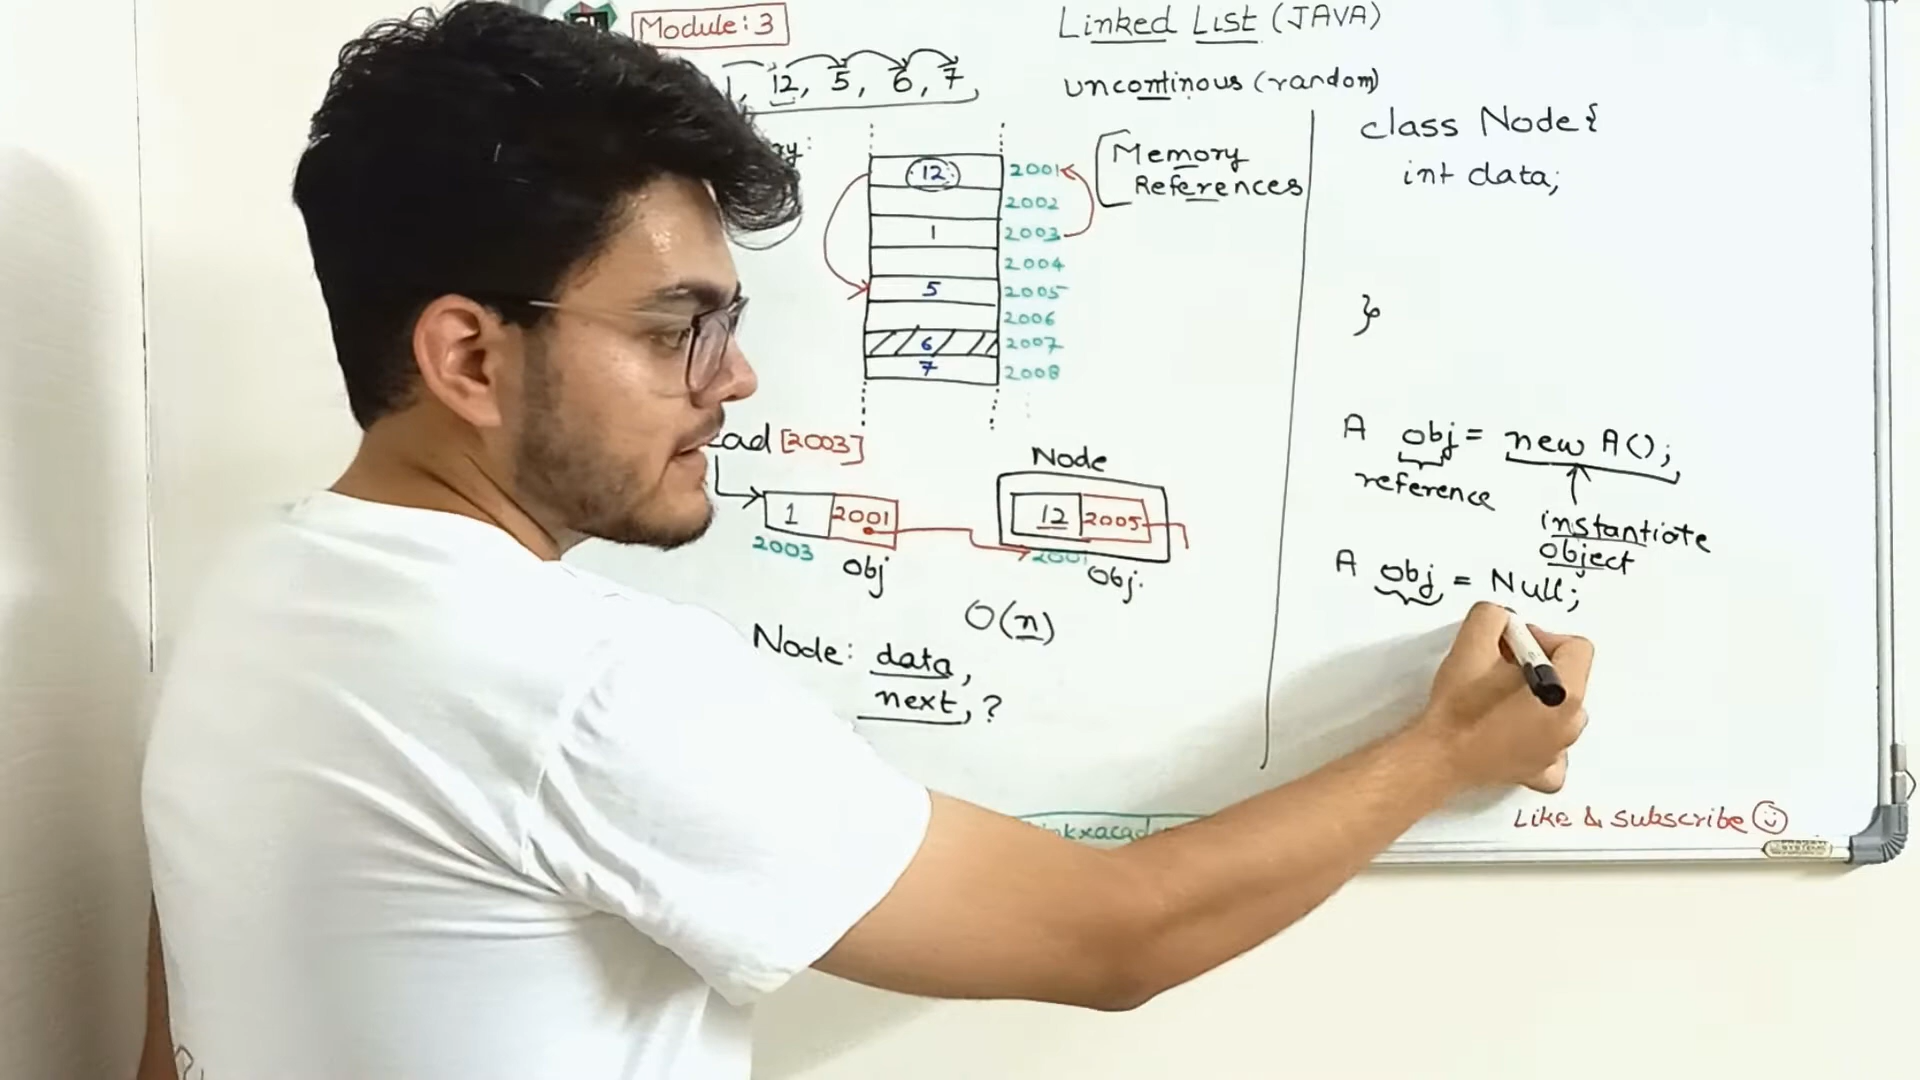 Module: 3
Linked List (JAVA)
12, 5, 6, 7,
uncontinous (random)
12 2001
2002
1 2003
2004
5 2005
2006
6 2007
7 2008
Memory
References
[2003]
1 2001
2003
obj
Node
12 2005
2001
obj.
O(n)
Node: data,
next, ?
class Node {
int data;
}
A obj = new A();
reference
instantiate
object
A obj = Null;
Like & subscribe